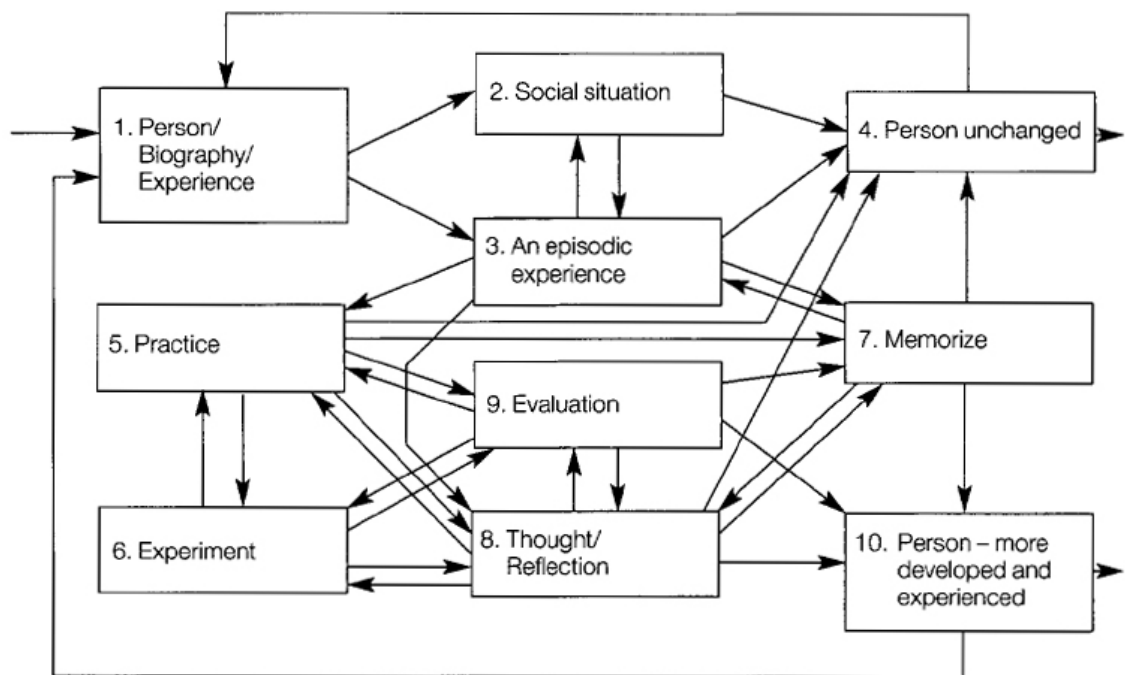 1. Person/
Biography/
Experience
2. Social situation
3. An episodic
experience
4. Person unchanged
5. Practice
6. Experiment
7. Memorize
8. Thought/
Reflection
9. Evaluation
10. Person – more
developed and
experienced